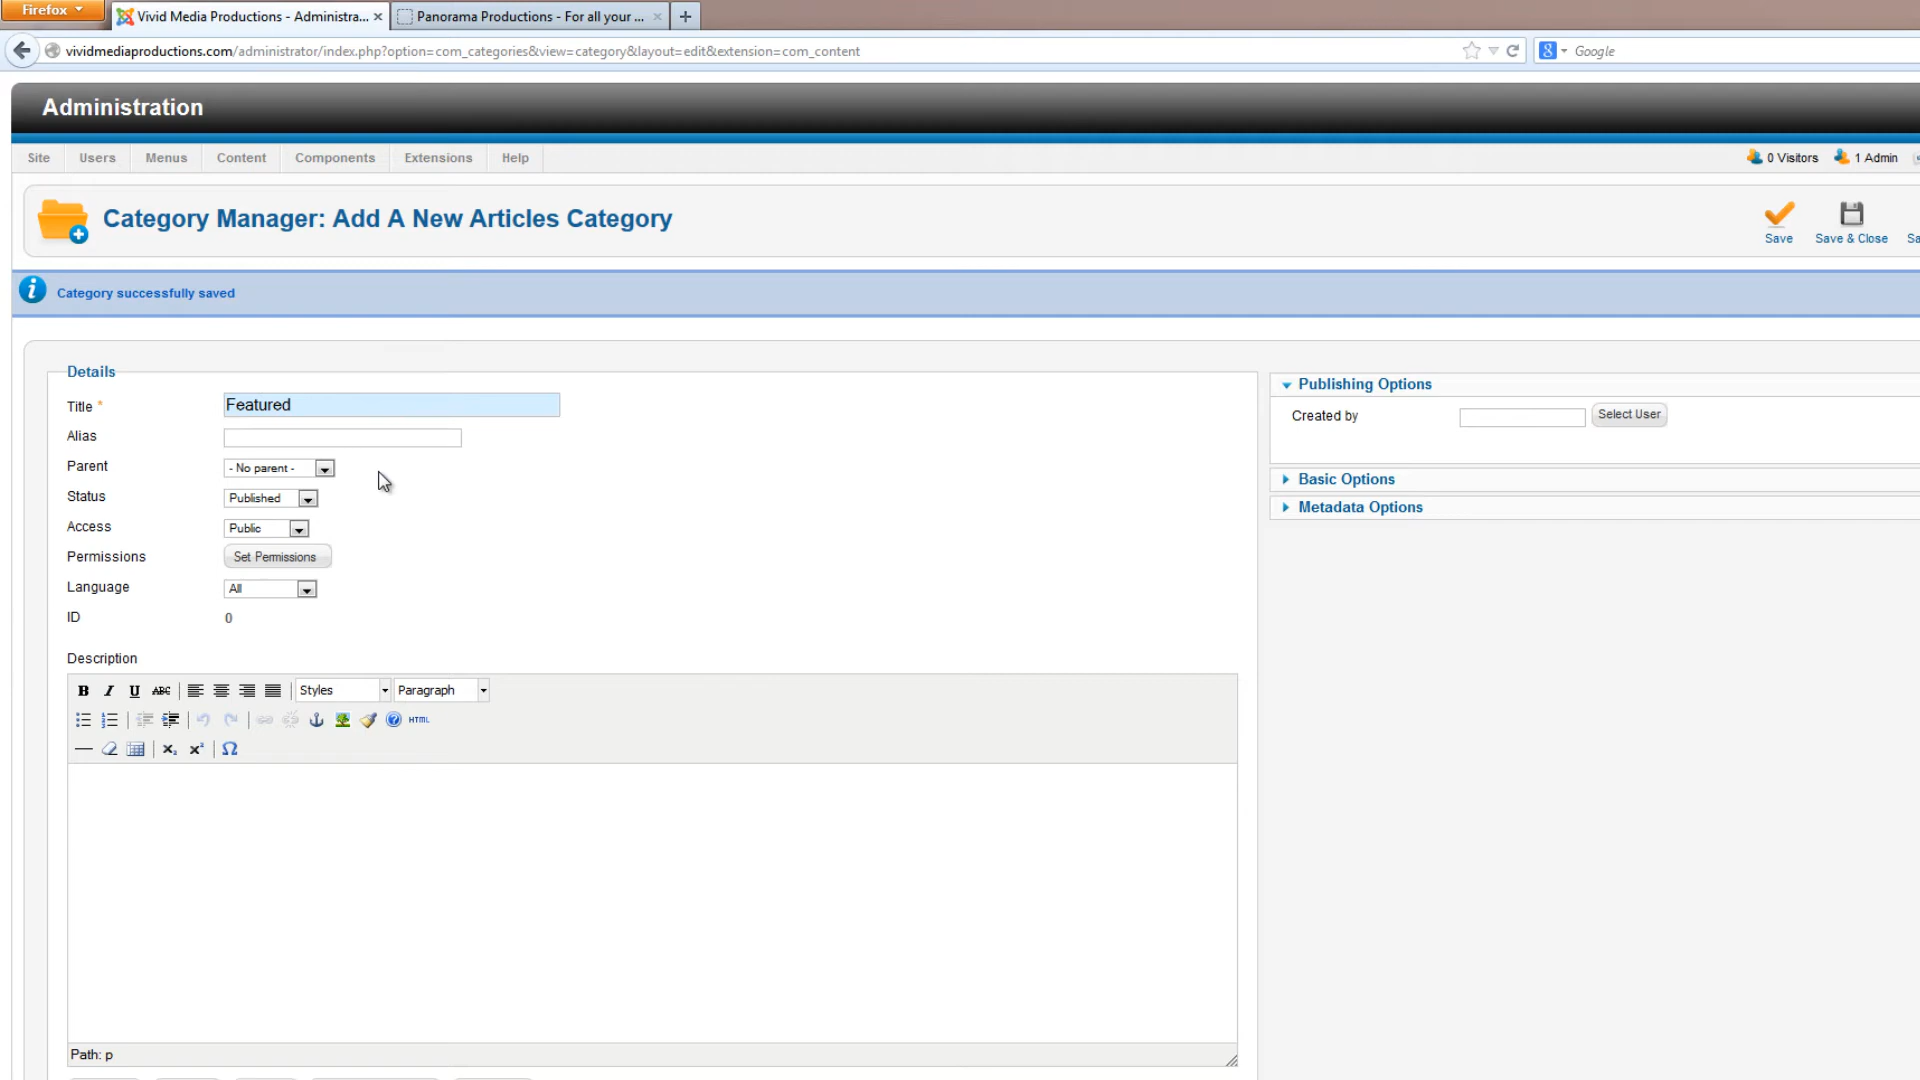 Firefox
Vivid Media Productions - Administra...
Panorama Productions - For all your ...
vividmediaproductions.com/administrator/index.php?option=com_categories&view=category&layout=edit&extension=com_content
Google
Administration
Site Users Menus Content Components Extensions Help
0 Visitors 1 Admin
Category Manager: Add A New Articles Category
Save Save & Close Sa
Category successfully saved
Details
Title * Featured
Alias
Parent - No parent -
Status Published
Access Public
Permissions Set Permissions
Language All
ID 0
Description
B I U ABC Styles Paragraph
HTML
Path: p
Publishing Options
Created by Select User
Basic Options
Metadata Options